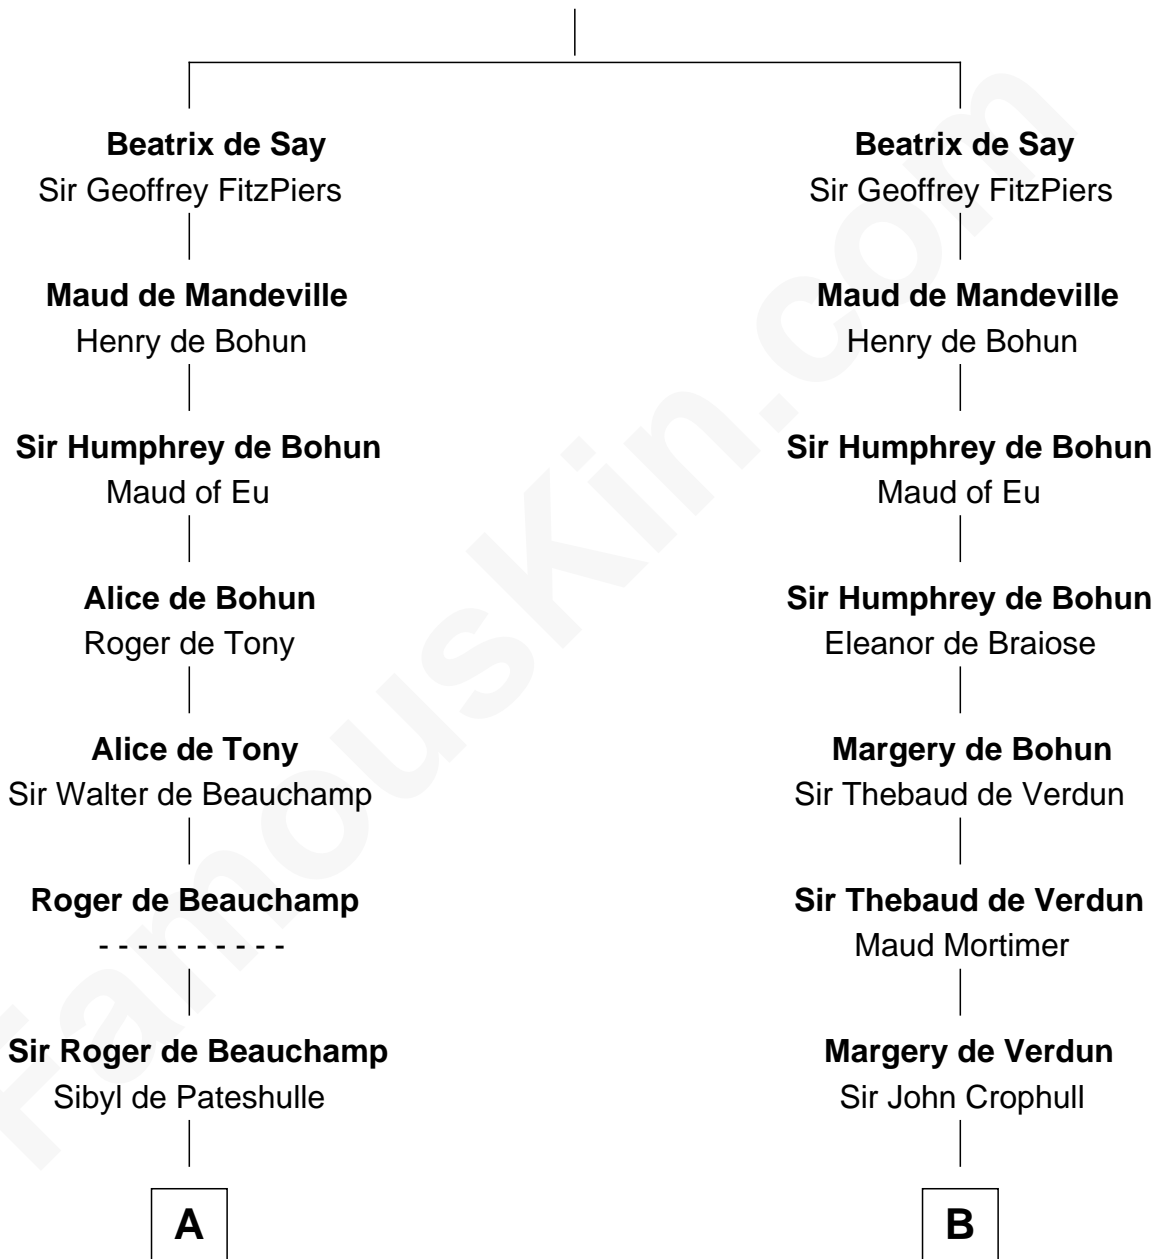 Beatrix de Say
Sir Geoffrey FitzPiers
Maud de Mandeville
Henry de Bohun
Sir Humphrey de Bohun
Maud of Eu
Alice de Bohun
Roger de Tony
Alice de Tony
Sir Walter de Beauchamp
Roger de Beauchamp
- - - - - - - - - -
Sir Roger de Beauchamp
Sibyl de Pateshulle
A
Beatrix de Say
Sir Geoffrey FitzPiers
Maud de Mandeville
Henry de Bohun
Sir Humphrey de Bohun
Maud of Eu
Sir Humphrey de Bohun
Eleanor de Braiose
Margery de Bohun
Sir Thebaud de Verdun
Sir Thebaud de Verdun
Maud Mortimer
Margery de Verdun
Sir John Crophull
B
FamousKin.com